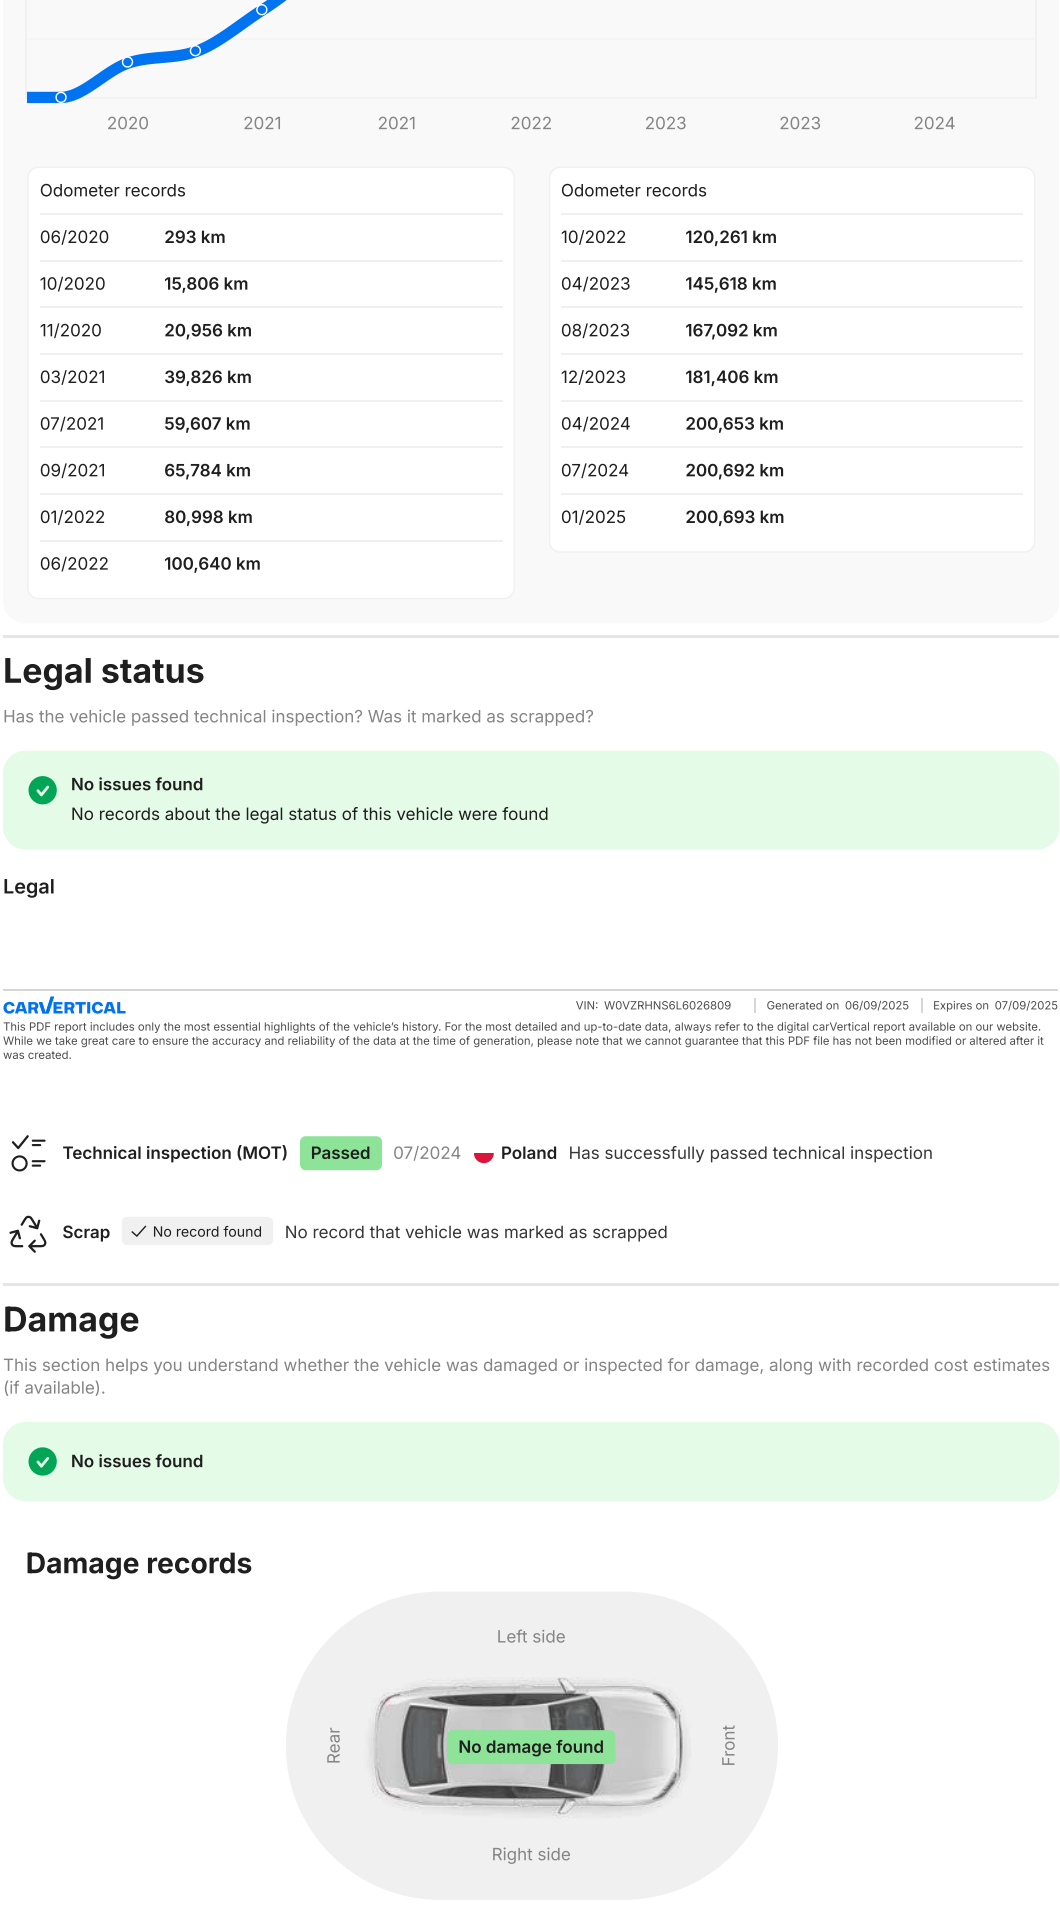 2020 2021 2021 2022 2023 2023 2024
Odometer records
06/2020 293 km
10/2020 15,806 km
11/2020 20,956 km
03/2021 39,826 km
07/2021 59,607 km
09/2021 65,784 km
01/2022 80,998 km
06/2022 100,640 km
Odometer records
10/2022 120,261 km
04/2023 145,618 km
08/2023 167,092 km
12/2023 181,406 km
04/2024 200,653 km
07/2024 200,692 km
01/2025 200,693 km
Legal status
Has the vehicle passed technical inspection? Was it marked as scrapped?
No issues found
No records about the legal status of this vehicle were found
Legal
CARVERTICAL VIN: W0VZRHNS6L6026809 Generated on 06/09/2025 Expires on 07/09/2025
This PDF report includes only the most essential highlights of the vehicle's history. For the most detailed and up-to-date data, always refer to the digital carVertical report available on our website.
While we take great care to ensure the accuracy and reliability of the data at the time of generation, please note that we cannot guarantee that this PDF file has not been modified or altered after it
was created.
Technical inspection (MOT) Passed 07/2024 Poland Has successfully passed technical inspection
Scrap No record found No record that vehicle was marked as scrapped
Damage
This section helps you understand whether the vehicle was damaged or inspected for damage, along with recorded cost estimates
(if available).
No issues found
Damage records
Left side
Rear
No damage found
Front
Right side